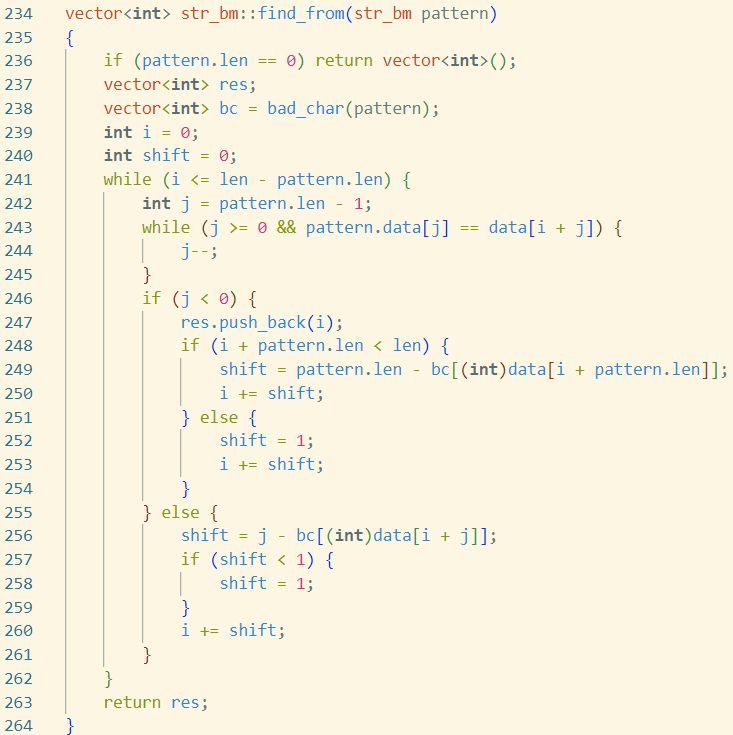 234 vector<int> str_bm::find_from(str_bm pattern)
235 {
236     if (pattern.len == 0) return vector<int>();
237     vector<int> res;
238     vector<int> bc = bad_char(pattern);
239     int i = 0;
240     int shift = 0;
241     while (i <= len - pattern.len) {
242         int j = pattern.len - 1;
243         while (j >= 0 && pattern.data[j] == data[i + j]) {
244             j--;
245         }
246         if (j < 0) {
247             res.push_back(i);
248             if (i + pattern.len < len) {
249                 shift = pattern.len - bc[(int)data[i + pattern.len]];
250                 i += shift;
251             } else {
252                 shift = 1;
253                 i += shift;
254             }
255         } else {
256             shift = j - bc[(int)data[i + j]];
257             if (shift < 1) {
258                 shift = 1;
259             }
260             i += shift;
261         }
262     }
263     return res;
264 }